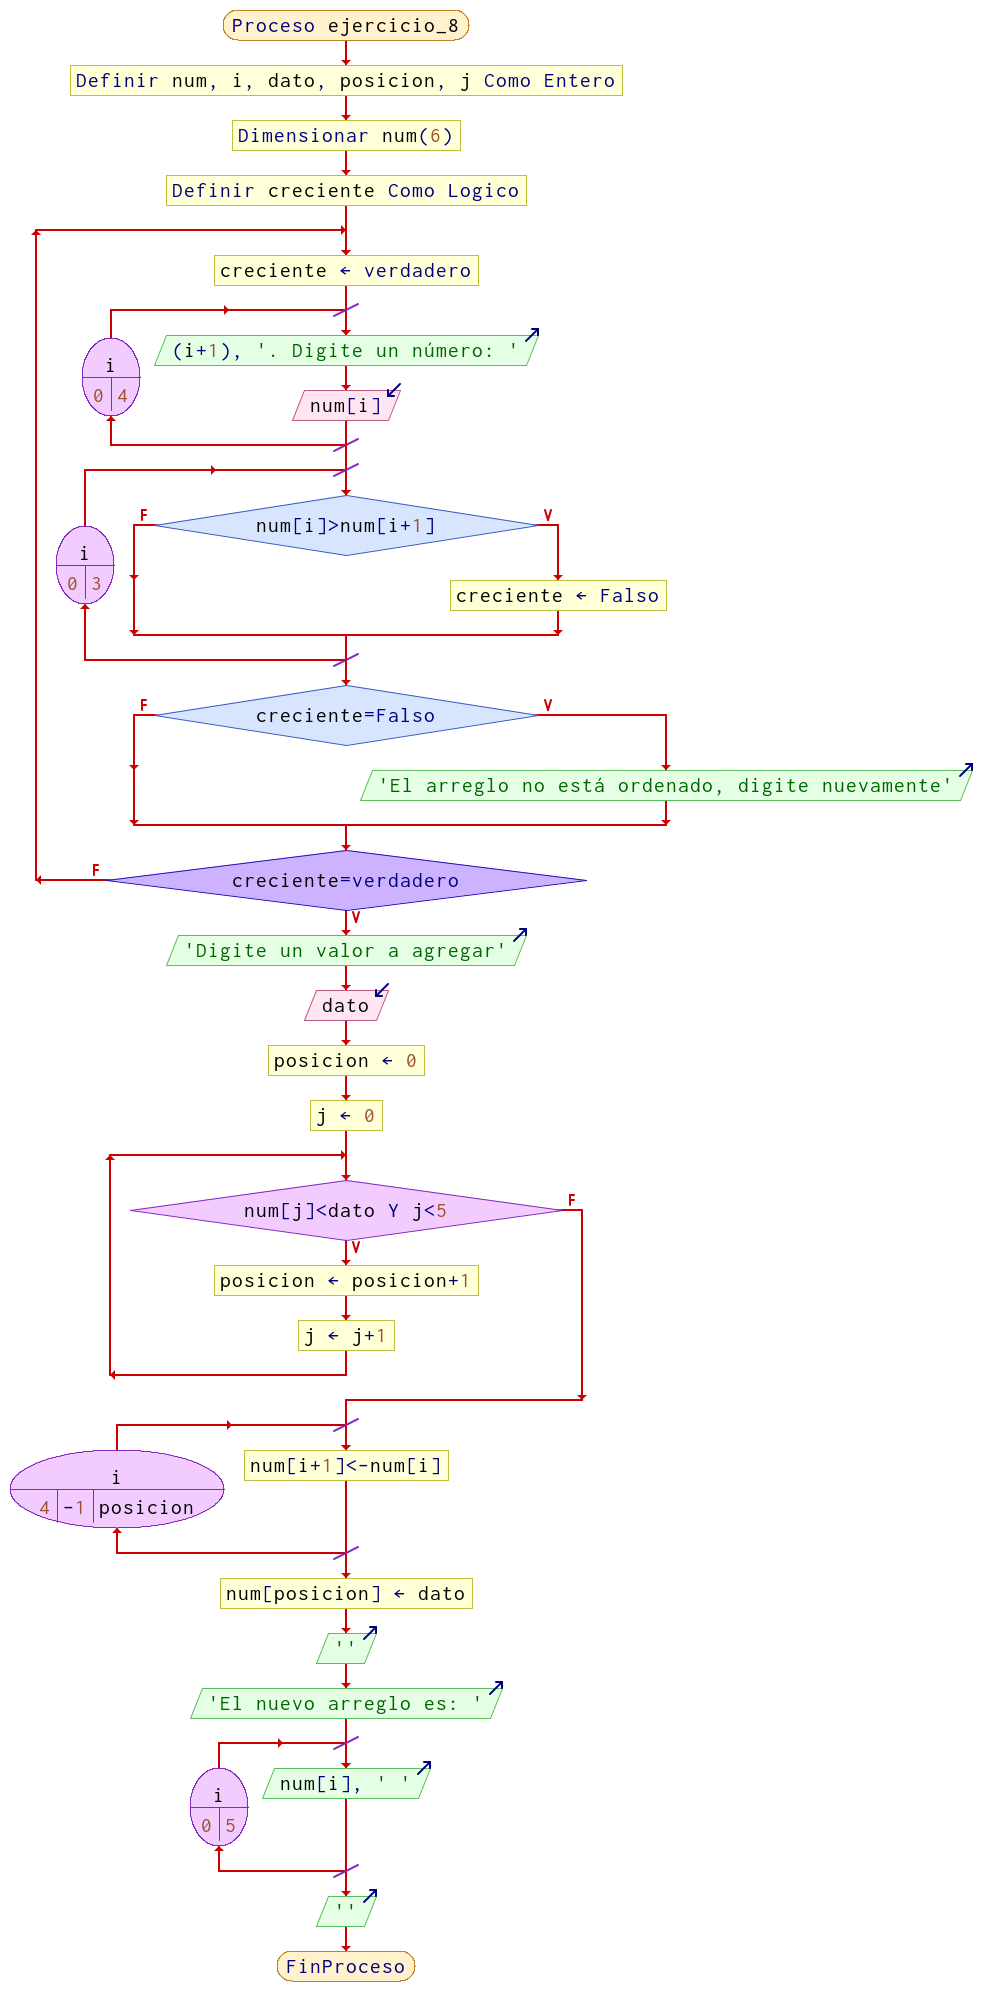 Proceso ejercicio_8
Definir num, i, dato, posicion, j Como Entero
Dimensionar num(6)
Definir creciente Como Logico
creciente ← verdadero
(i+1), '. Digite un número: '
i
0 4
num[i]
num[i]>num[i+1]
F
V
i
0 3
creciente ← Falso
creciente=Falso
F
V
'El arreglo no está ordenado, digite nuevamente'
creciente=verdadero
F
V
'Digite un valor a agregar'
dato
posicion ← 0
j ← 0
num[j]<dato Y j<5
F
V
posicion ← posicion+1
j ← j+1
num[i+1]<-num[i]
i
4 -1 posicion
num[posicion] ← dato
''
'El nuevo arreglo es: '
num[i], ' '
i
0 5
''
FinProceso